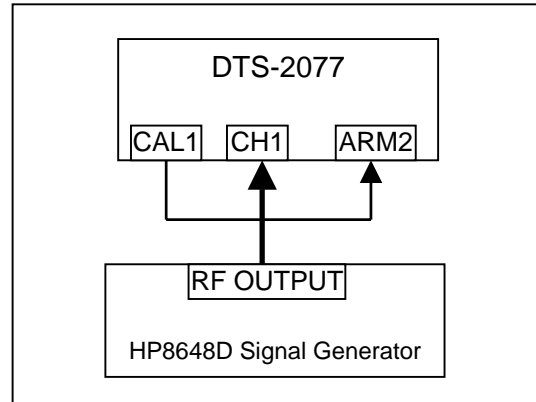 DTS-2077
CAL1 CH1 ARM2
RF OUTPUT
HP8648D Signal Generator